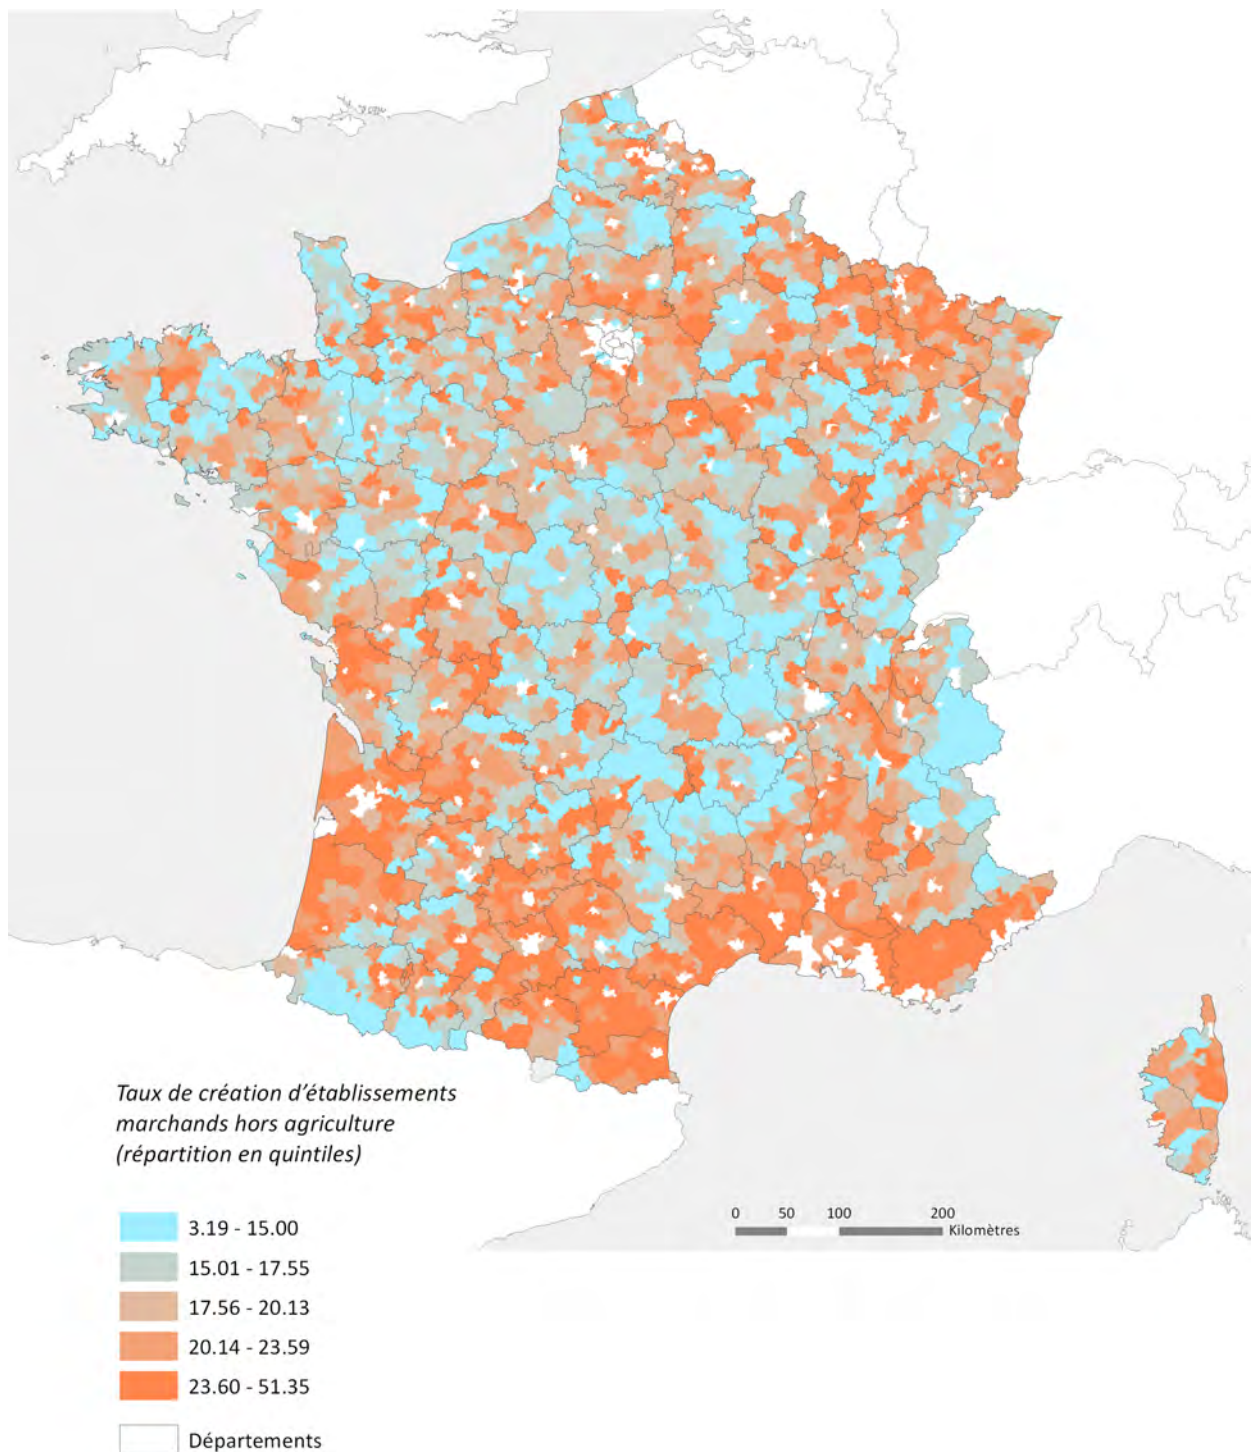 Taux de création d'établissements
marchands hors agriculture
(répartition en quintiles)
3.19 - 15.00
15.01 - 17.55
17.56 - 20.13
20.14 - 23.59
23.60 - 51.35
Départements
0 50 100 200
Kilomètres